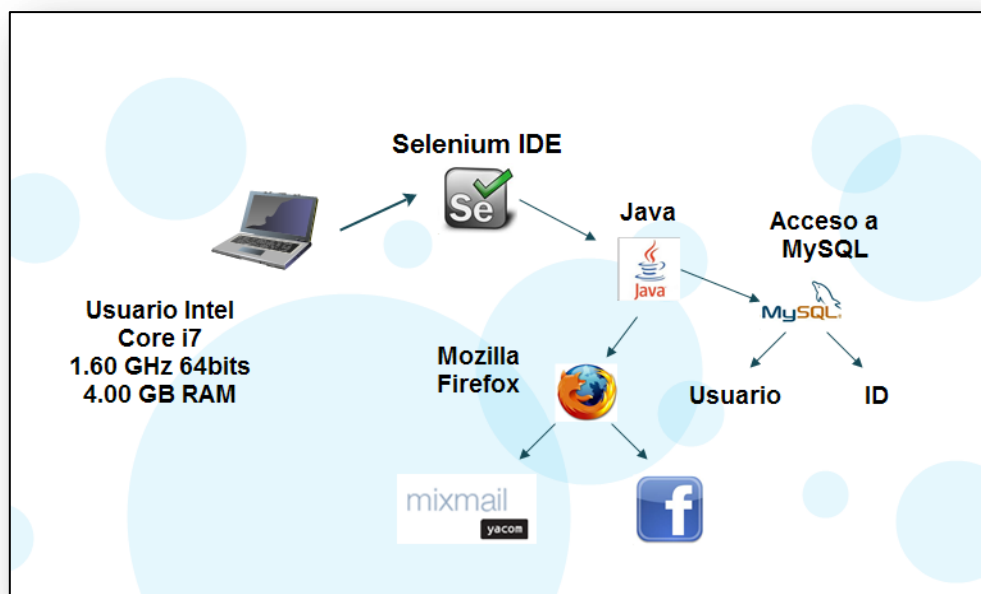 Selenium IDE
Se
Java
Java
Acceso a
MySQL
MySQL
Usuario Intel
Core i7
1.60 GHz 64bits
4.00 GB RAM
Mozilla
Firefox
Usuario
ID
mixmail
yacom
f